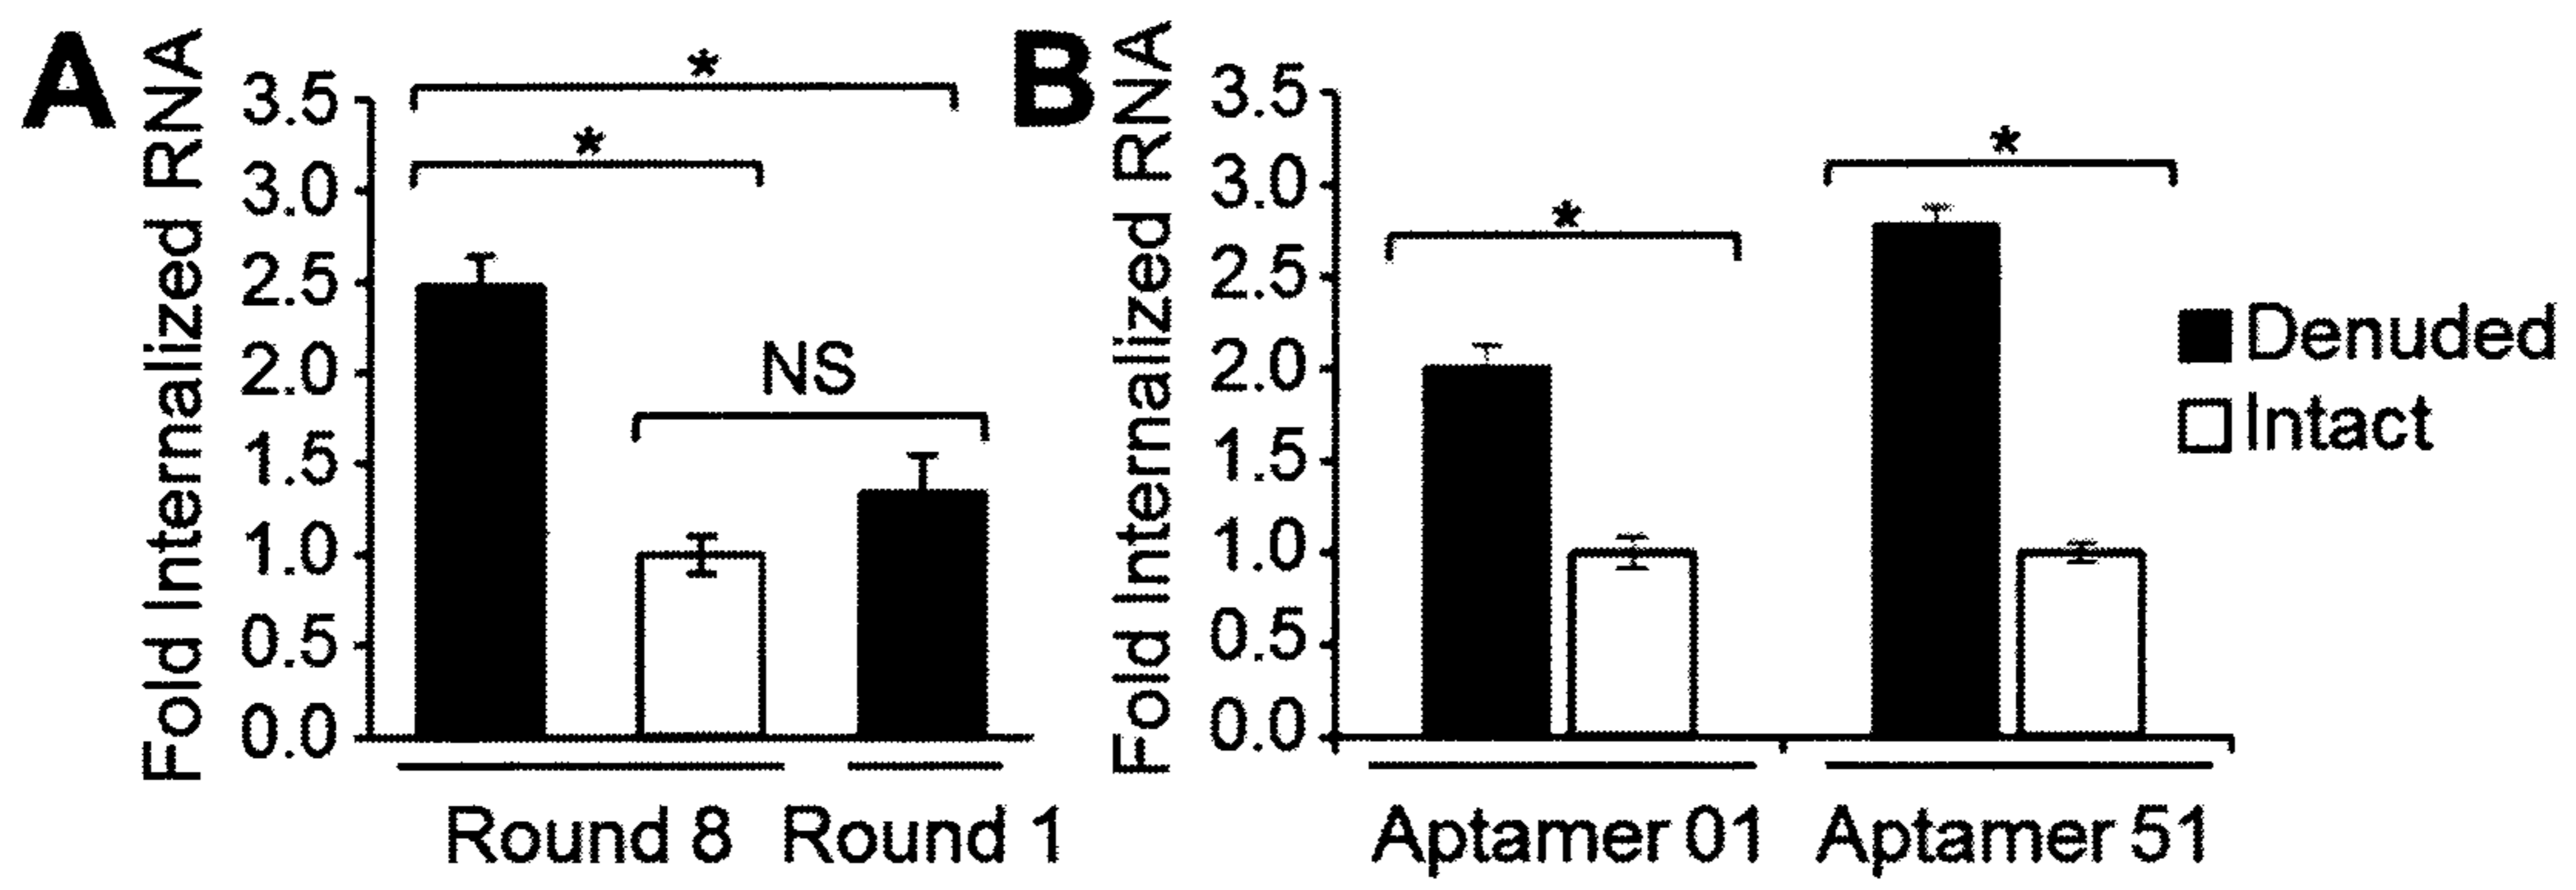 A
Fold Internalized RNA
3.5
3.0
2.5
2.0
1.5
1.0
0.5
0.0
*
*
NS
Round 8
Round 1
B
Fold Internalized RNA
3.5
3.0
2.5
2.0
1.5
1.0
0.5
0.0
*
*
Aptamer 01
Aptamer 51
Denuded
Intact